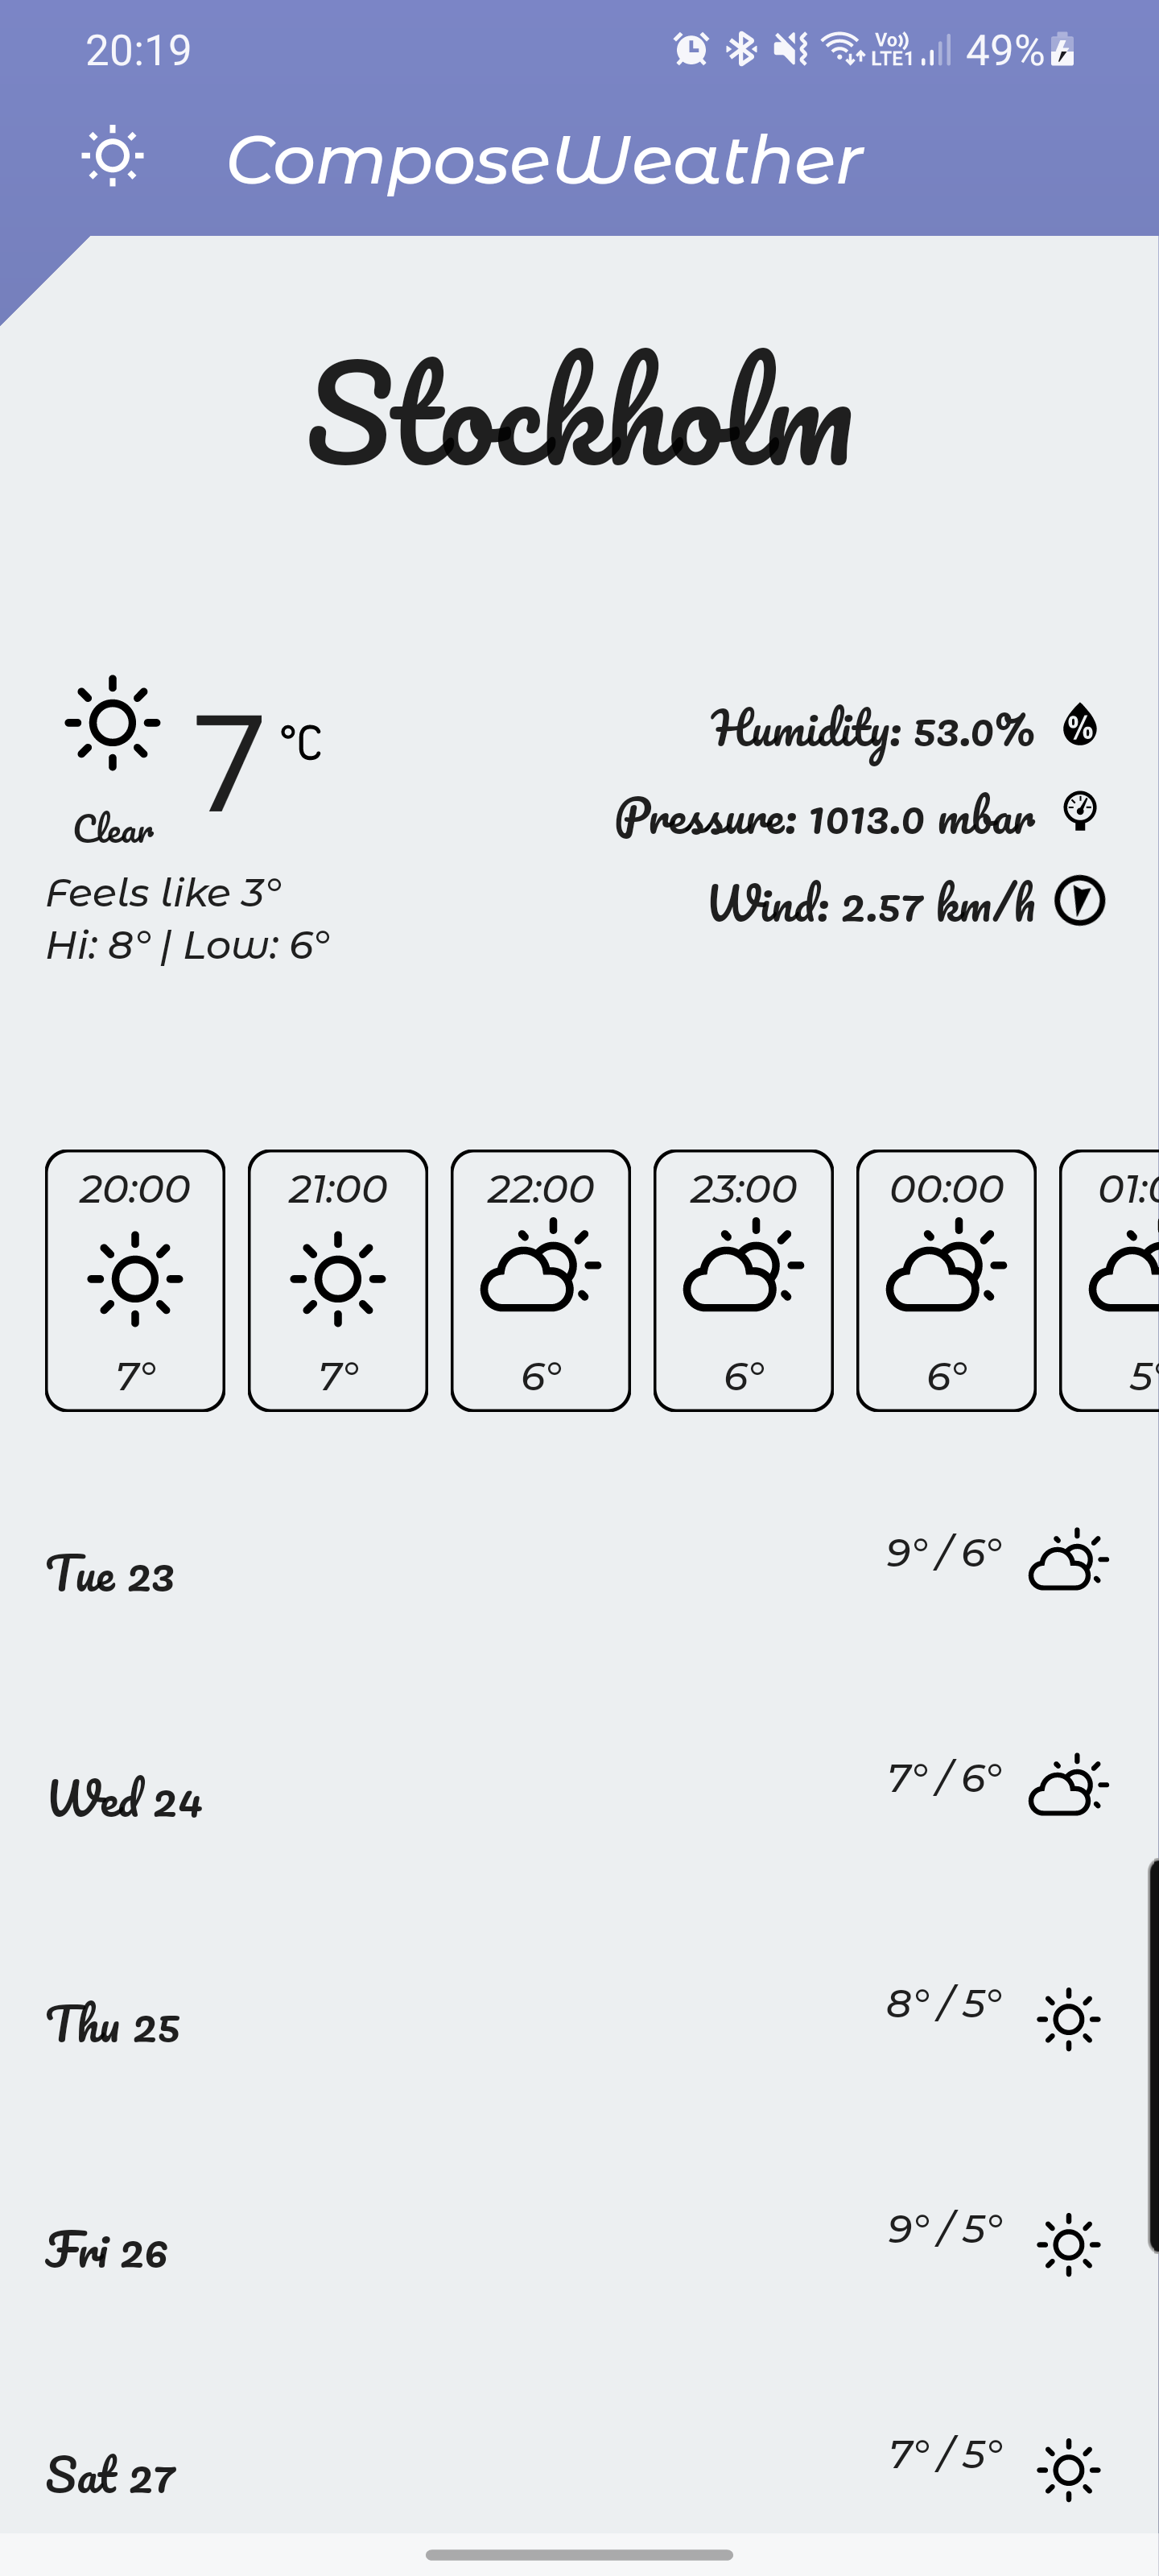 20:19 Vo)) LTE1 49%
ComposeWeather
Stockholm
7 °C
Clear
Feels like 3°
Hi: 8° | Low: 6°
Humidity: 53.0% %
Pressure: 1013.0 mbar
Wind: 2.57 km/h
20:00 21:00 22:00 23:00 00:00
7° 7° 6° 6° 6° 5°
Tue 23 9° / 6°
Wed 24 7° / 6°
Thu 25 8° / 5°
Fri 26 9° / 5°
Sat 27 7° / 5°